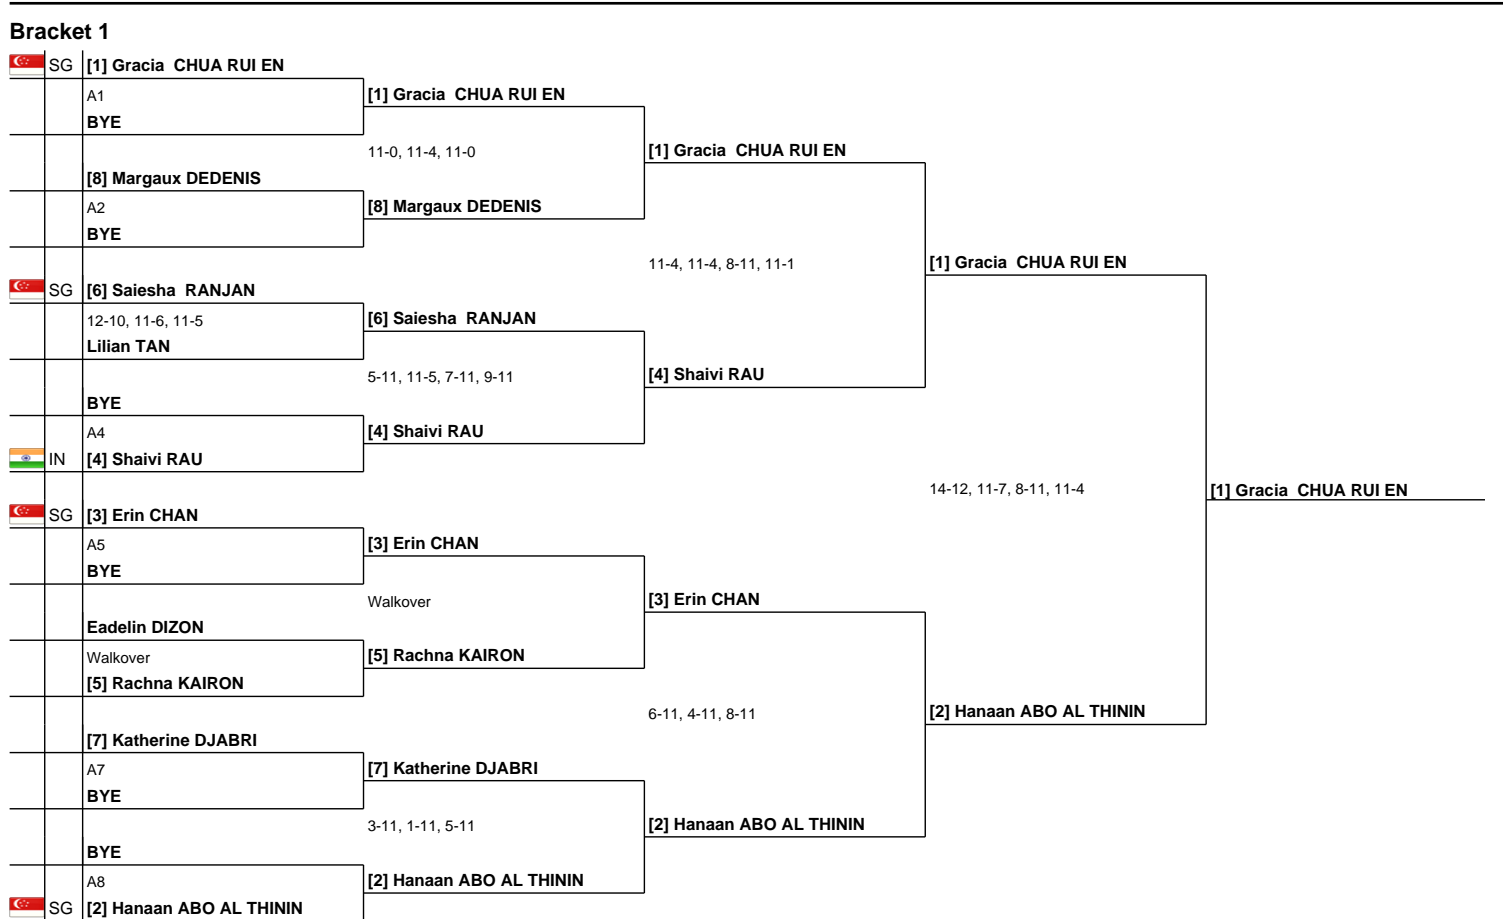 Bracket 1
SG [1] Gracia CHUA RUI EN
A1
BYE
[1] Gracia CHUA RUI EN
11-0, 11-4, 11-0
[1] Gracia CHUA RUI EN
[8] Margaux DEDENIS
A2
BYE
[8] Margaux DEDENIS
11-4, 11-4, 8-11, 11-1
[1] Gracia CHUA RUI EN
SG [6] Saiesha RANJAN
12-10, 11-6, 11-5
Lilian TAN
[6] Saiesha RANJAN
5-11, 11-5, 7-11, 9-11
[4] Shaivi RAU
BYE
A4
IN [4] Shaivi RAU
[4] Shaivi RAU
14-12, 11-7, 8-11, 11-4
[1] Gracia CHUA RUI EN
SG [3] Erin CHAN
A5
BYE
[3] Erin CHAN
Walkover
[3] Erin CHAN
Eadelin DIZON
Walkover
[5] Rachna KAIRON
[5] Rachna KAIRON
6-11, 4-11, 8-11
[2] Hanaan ABO AL THININ
[7] Katherine DJABRI
A7
BYE
[7] Katherine DJABRI
3-11, 1-11, 5-11
[2] Hanaan ABO AL THININ
BYE
A8
SG [2] Hanaan ABO AL THININ
[2] Hanaan ABO AL THININ